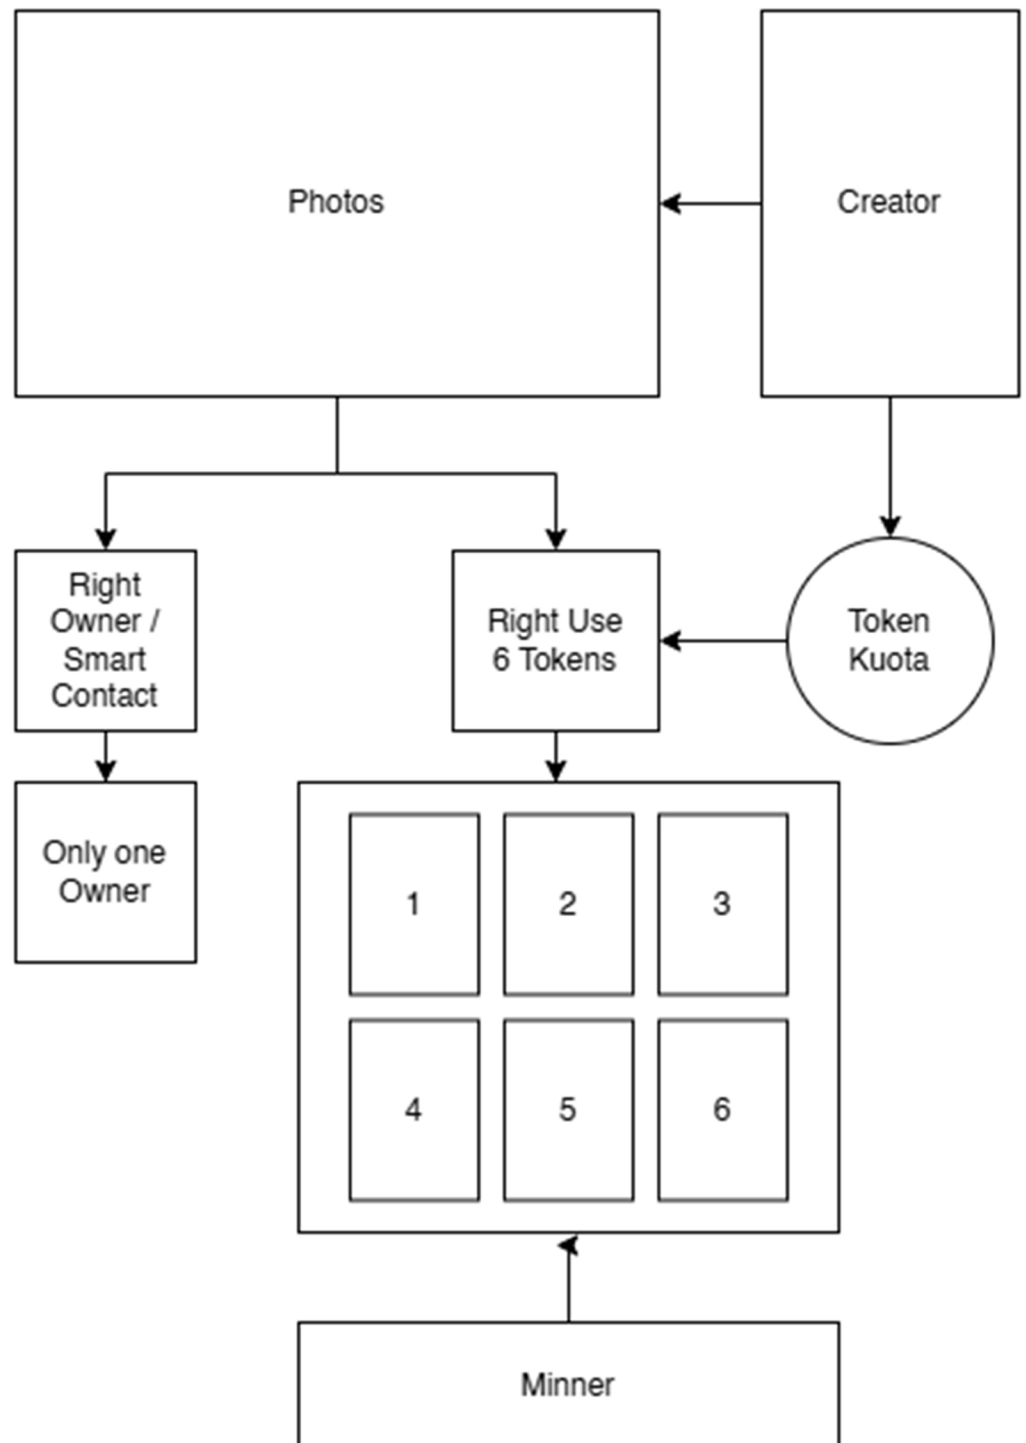 Photos
Creator
Right
Owner /
Smart
Contact
Right Use
6 Tokens
Token
Kuota
Only one
Owner
1
2
3
4
5
6
Minner